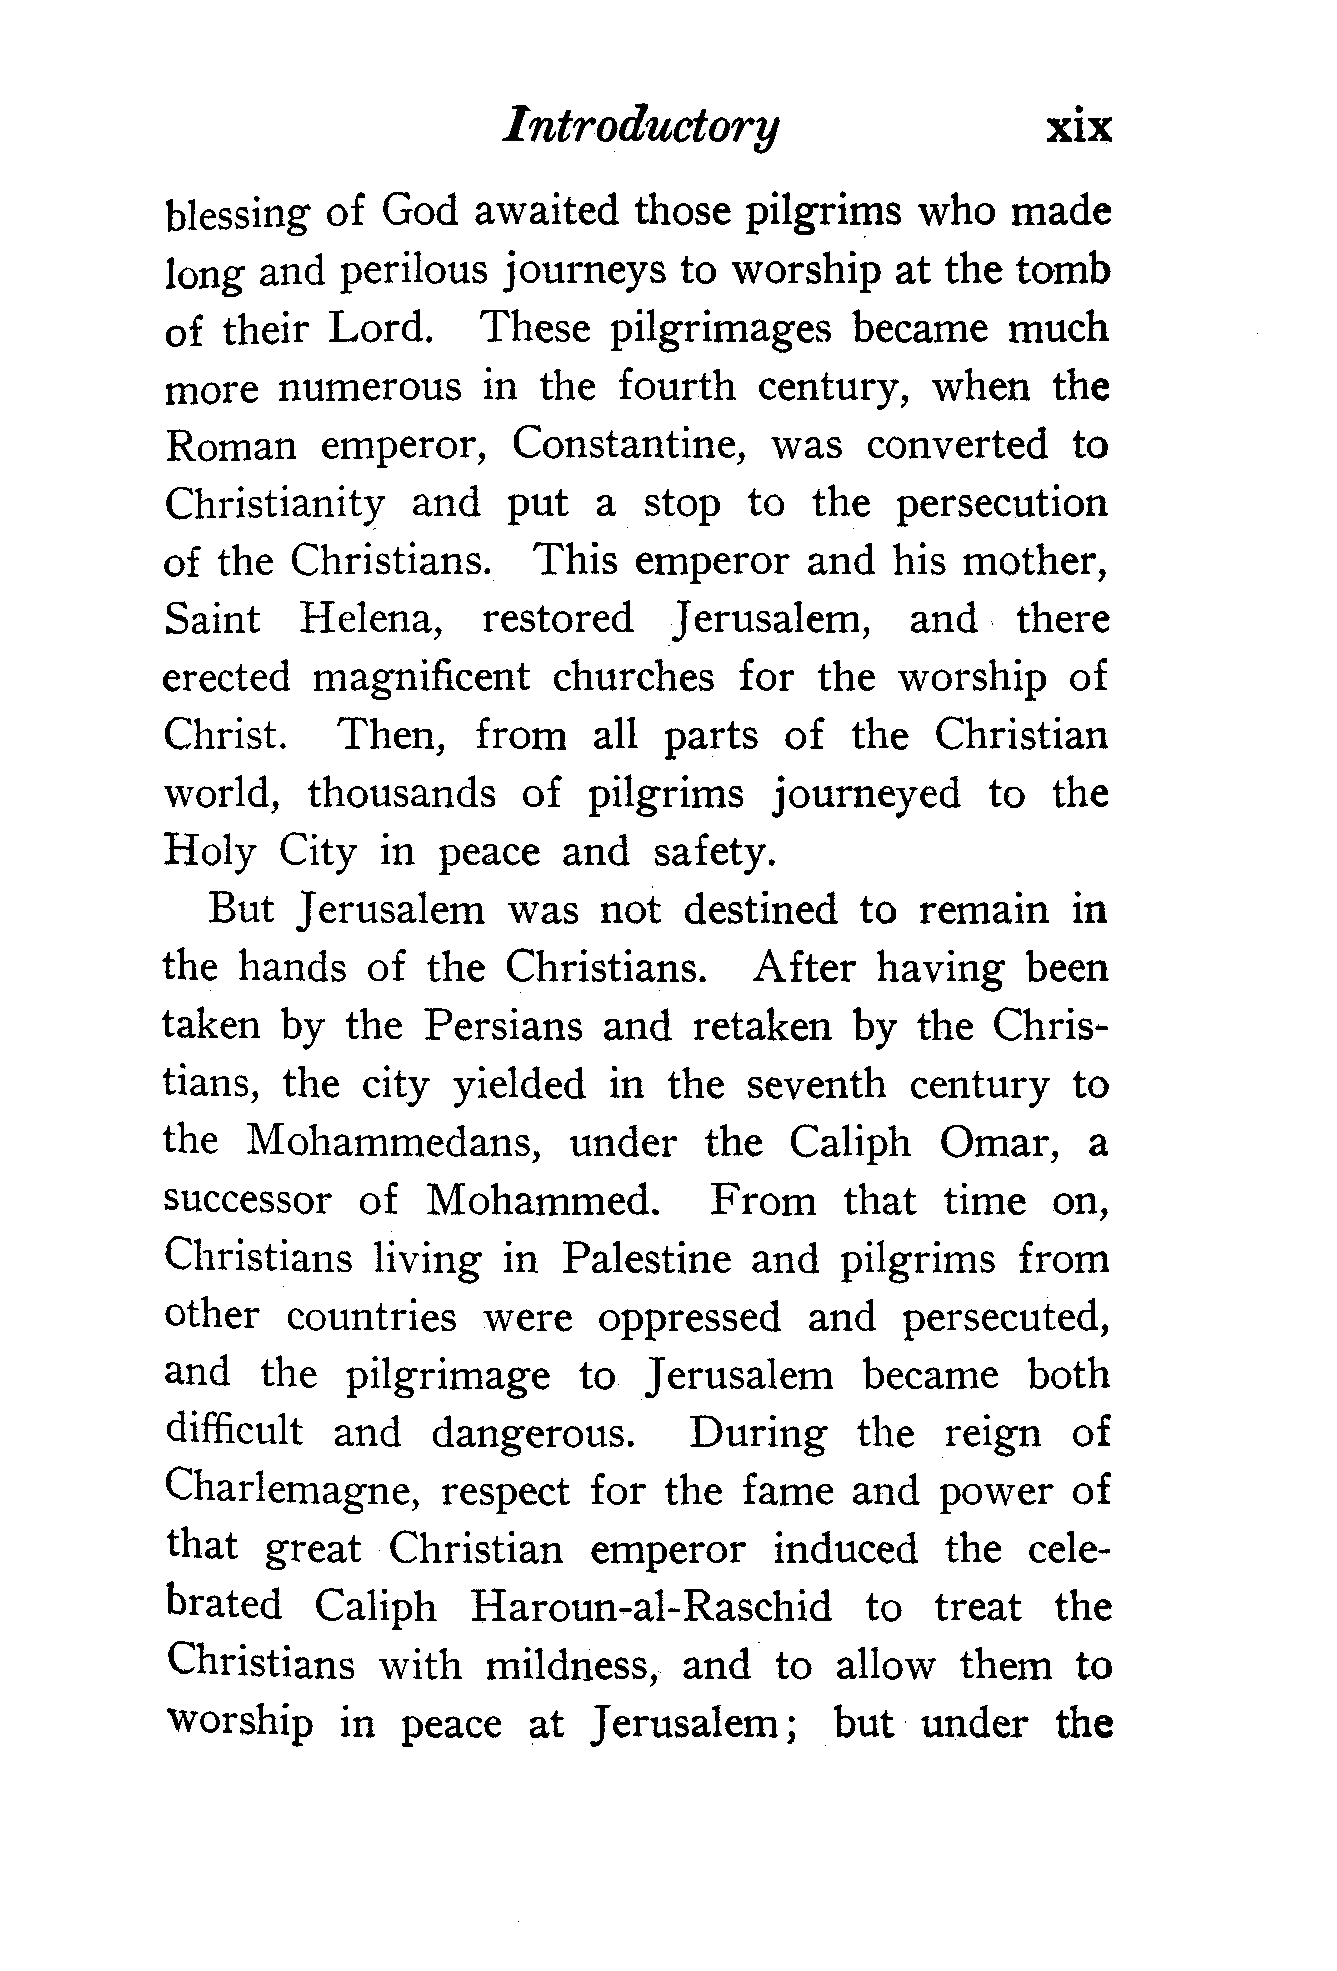 Introductory xix
blessing of God awaited those pilgrims who made
long and perilous journeys to worship at the tomb
of their Lord. These pilgrimages became much
more numerous in the fourth century, when the
Roman emperor, Constantine, was converted to
Christianity and put a stop to the persecution
of the Christians. This emperor and his mother,
Saint Helena, restored Jerusalem, and there
erected magnificent churches for the worship of
Christ. Then, from all parts of the Christian
world, thousands of pilgrims journeyed to the
Holy City in peace and safety.
But Jerusalem was not destined to remain in
the hands of the Christians. After having been
taken by the Persians and retaken by the Chris-
tians, the city yielded in the seventh century to
the Mohammedans, under the Caliph Omar, a
successor of Mohammed. From that time on,
Christians living in Palestine and pilgrims from
other countries were oppressed and persecuted,
and the pilgrimage to Jerusalem became both
difficult and dangerous. During the reign of
Charlemagne, respect for the fame and power of
that great Christian emperor induced the cele-
brated Caliph Haroun-al-Raschid to treat the
Christians with mildness, and to allow them to
worship in peace at Jerusalem; but under the